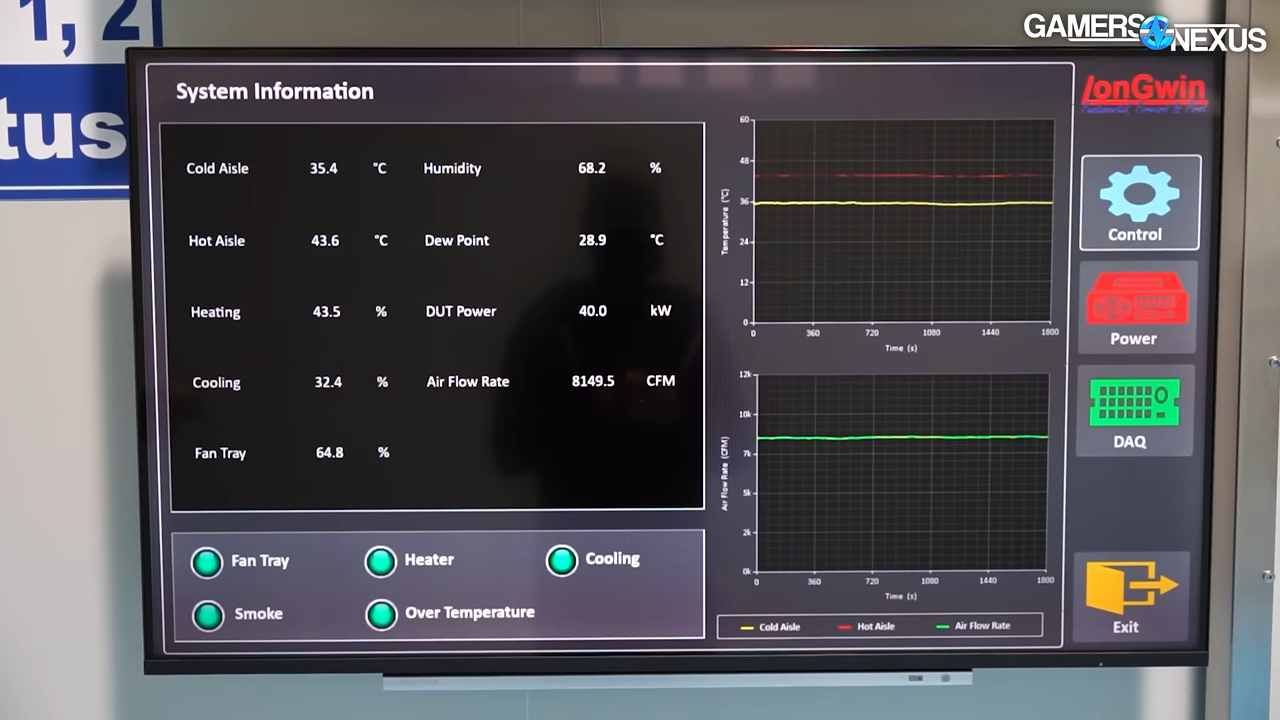 1, 2
tus
GAMERS NEXUS
System Information
LonGwin
Cold Aisle 35.4 °C Humidity 68.2 %
Hot Aisle 43.6 °C Dew Point 28.9 °C
Heating 43.5 % DUT Power 40.0 kW
Cooling 32.4 % Air Flow Rate 8149.5 CFM
Fan Tray 64.8 %
Fan Tray Heater Cooling
Smoke Over Temperature
Temperature (°C)
60
48
36
24
12
0
0 360 720 1080 1440 1800
Time (s)
Air Flow Rate (CFM)
12k
10k
7k
5k
2k
0k
0 360 720 1080 1440 1800
Time (s)
Cold Aisle Hot Aisle Air Flow Rate
Control
Power
DAQ
Exit